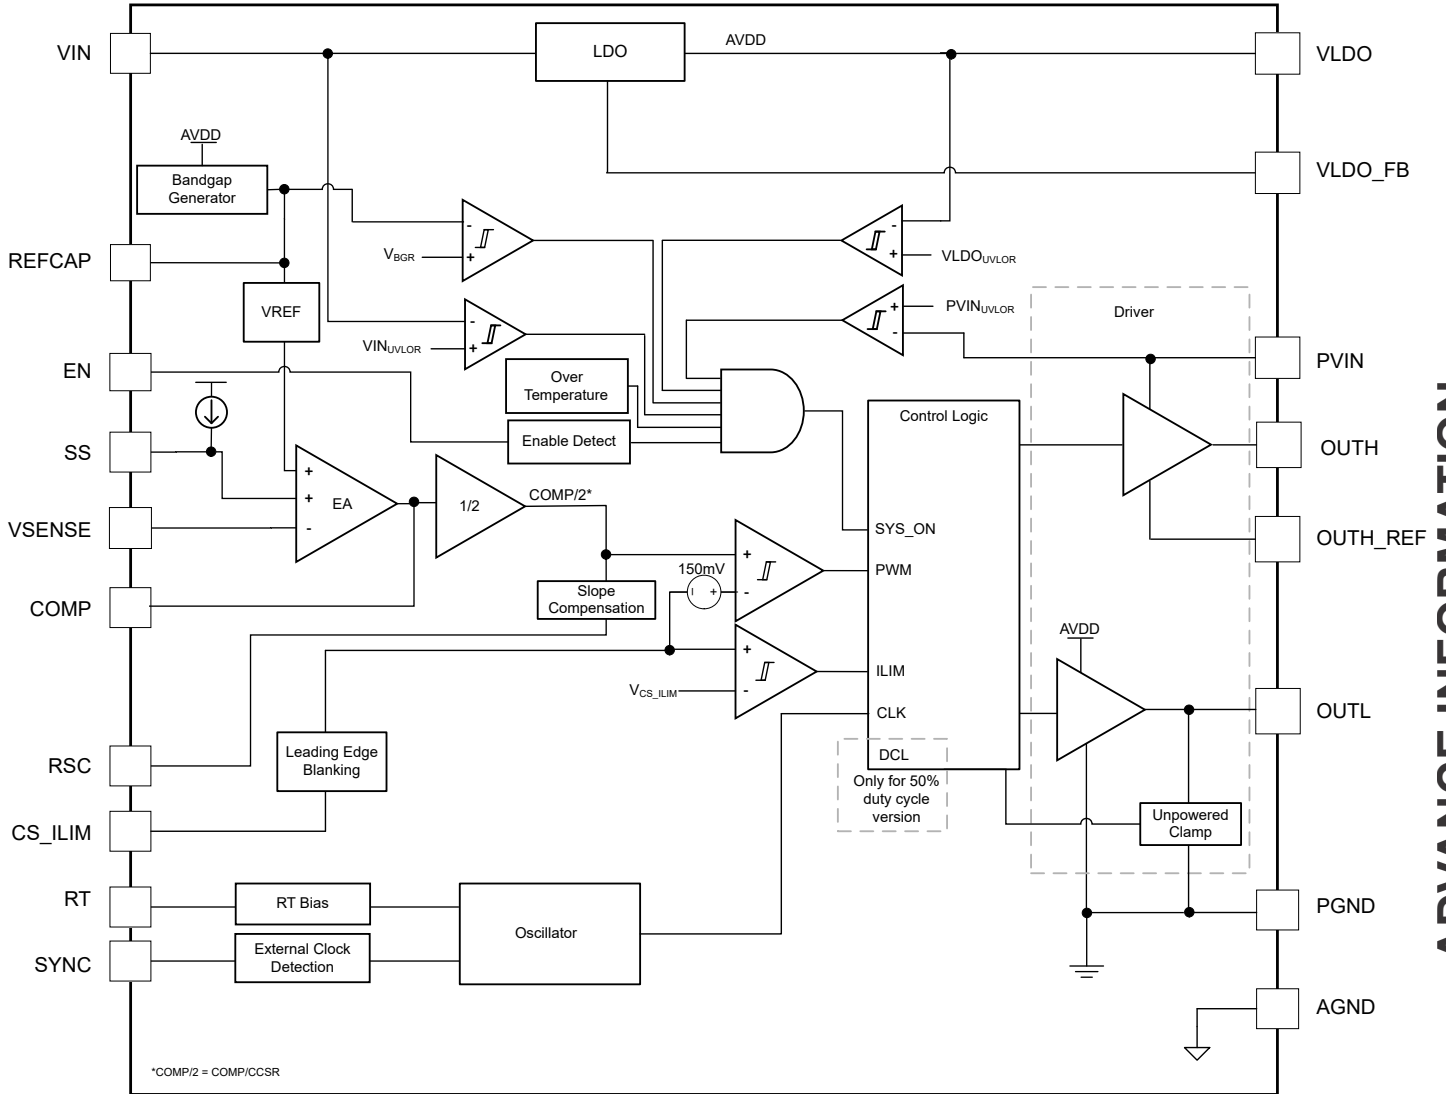 VIN
LDO
AVDD
VLDO
AVDD
Bandgap
Generator
VLDO_FB
-
VBGR
+
-
+
VLDOUVLOR
REFCAP
VREF
-
VINUVLOR
+
+
PVINUVLOR
-
Driver
PVIN
EN
Over
Temperature
Enable Detect
Control Logic
OUTH
SS
+
+
-
EA
1/2
COMP/2*
VSENSE
SYS_ON
OUTH_REF
+
150mV
-
PWM
COMP
Slope
Compensation
AVDD
+
VCS_ILIM
-
ILIM
CLK
OUTL
RSC
Leading Edge
Blanking
DCL
Only for 50%
duty cycle
version
Unpowered
Clamp
CS_ILIM
RT
RT Bias
Oscillator
PGND
SYNC
External Clock
Detection
AGND
*COMP/2 = COMP/CCSR